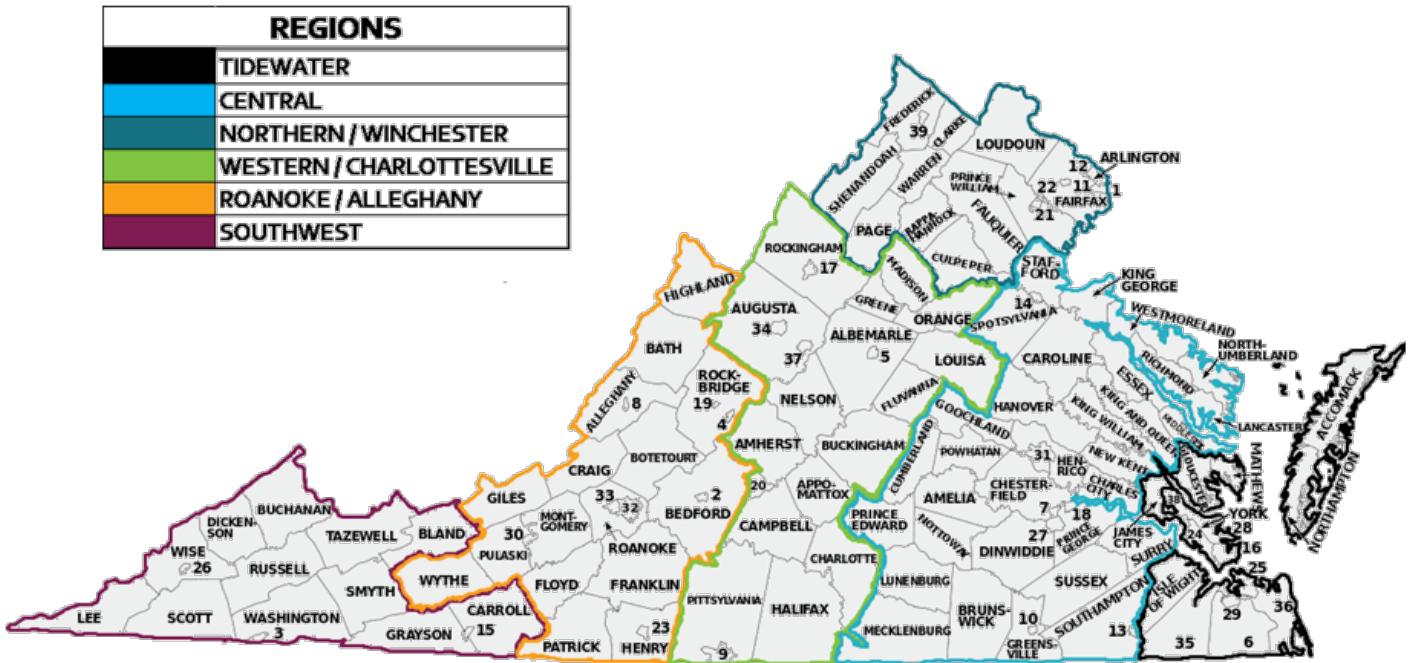 REGIONS
TIDEWATER
CENTRAL
NORTHERN / WINCHESTER
WESTERN / CHARLOTTESVILLE
ROANOKE / ALLEGHANY
SOUTHWEST
FREDERICK
39
CLARKE
LOUDOUN
SHENANDOAH
WARREN
PRINCE
WILLIAM
12
ARLINGTON
22
11
1
FAIRFAX
21
PAGE
RAPPA-
HANNOCK
FAUQUIER
CULPEPER
ROCKINGHAM
17
MADISON
STAF-
FORD
KING
GEORGE
HIGHLAND
AUGUSTA
34
GREENE
ORANGE
14
SPOTSYLVANIA
WESTMORELAND
BATH
37
ALBEMARLE
5
LOUISA
CAROLINE
NORTH-
UMBERLAND
RICHMOND
ESSEX
ALLEGHANY
8
ROCK-
BRIDGE
19
4
NELSON
FLUVANNA
GOOCHLAND
HANOVER
KING AND QUEEN
KING WILLIAM
LANCASTER
ACCOMACK
NORTHAMPTON
AMHERST
BUCKINGHAM
CUMBERLAND
POWHATAN
31
HEN-
RICO
NEW KENT
GLOUCESTER
MATHEWS
CRAIG
BOTETOURT
20
APPO-
MATTOX
AMELIA
CHESTER-
FIELD
7
CHARLES
CITY
18
38
YORK
28
GILES
33
32
2
BEDFORD
CAMPBELL
PRINCE
EDWARD
NOTTOWAY
27
DINWIDDIE
PRINCE
GEORGE
JAMES
CITY
24
16
25
BUCHANAN
DICKEN-
SON
TAZEWELL
BLAND
30
MONT-
GOMERY
PULASKI
ROANOKE
CHARLOTTE
SURRY
WISE
26
RUSSELL
SMYTH
WYTHE
FLOYD
FRANKLIN
PITTSYLVANIA
HALIFAX
LUNENBURG
SUSSEX
ISLE
OF WIGHT
LEE
SCOTT
WASHINGTON
3
GRAYSON
CARROLL
15
PATRICK
HENRY
23
9
MECKLENBURG
BRUNS-
WICK
10
GREENS-
VILLE
SOUTHAMPTON
13
35
29
6
36